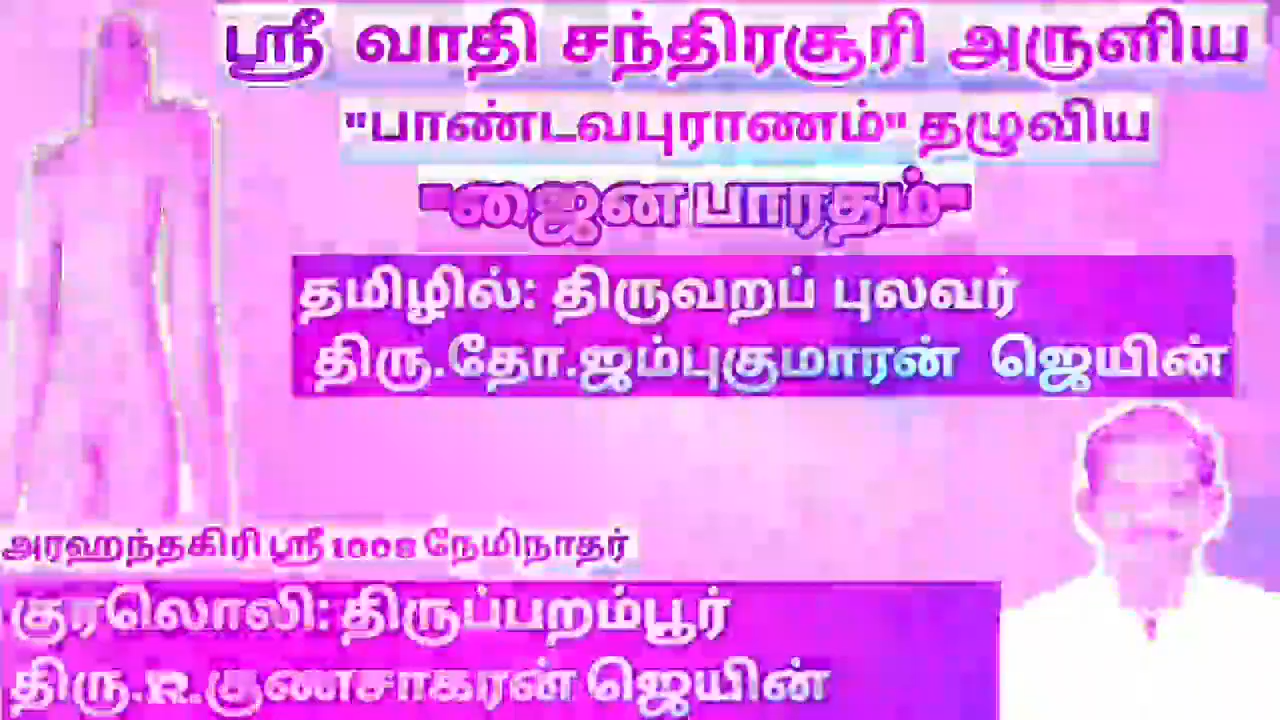 ஸ்ரீ வாதி சந்திரசூரி அருளிய
"பாண்டவபுராணம்" தழுவிய
"ஜைனபாரதம்"
தமிழில்: திருவறப் புலவர்
திரு.தோ.ஜம்புகுமாரன் ஜெயின்
அரஹந்தகிரி ஸ்ரீ 1008 நேமிநாதர்
குரலொலி: திருப்பறம்பூர்
திரு.ஐ.குணசாகரன் ஜெயின்